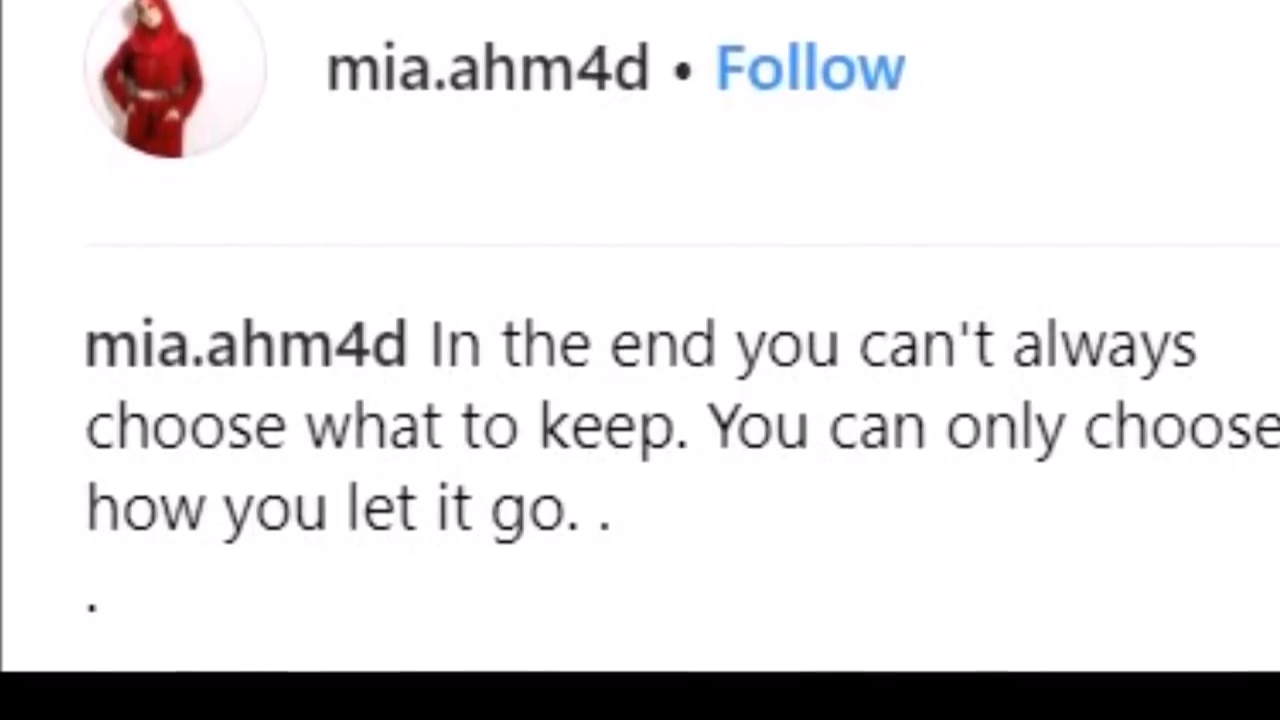 mia.ahm4d • Follow
mia.ahm4d In the end you can't always
choose what to keep. You can only choose
how you let it go. .
.